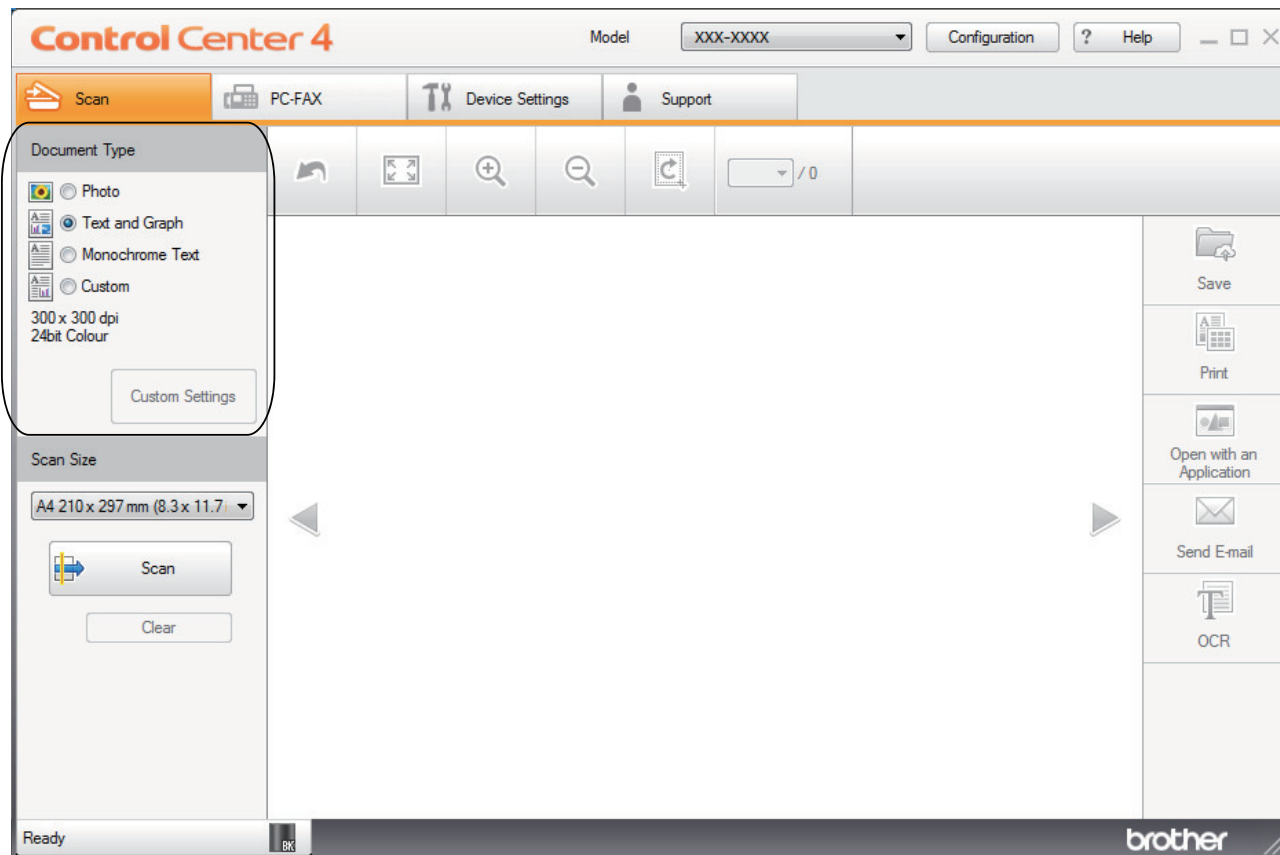 Control Center 4
Model XXX-XXXX Configuration ? Help
Scan PC-FAX Device Settings Support
Document Type
Photo
Text and Graph
Monochrome Text
Custom
300 x 300 dpi
24bit Colour
Custom Settings
Scan Size
A4 210 x 297 mm (8.3 x 11.7
Scan
Clear
/ 0
Save
Print
Open with an
Application
Send E-mail
OCR
Ready
BK
brother